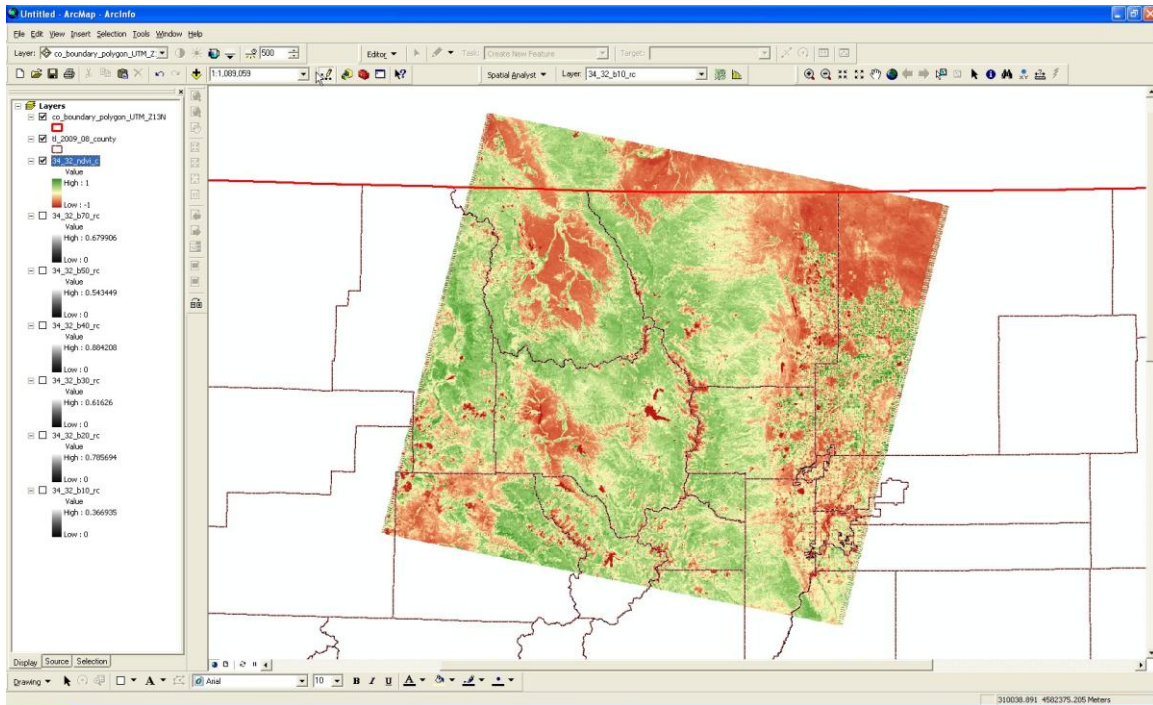 Untitled - ArcMap - ArcInfo
File Edit View Insert Selection Tools Window Help
Layer: co_boundary_polygon_UTM_Z1 500 Editor Task: Create New Feature Target:
1:1,089,059 Spatial Analyst Layer: 34_32_b10_rc
Layers
co_boundary_polygon_UTM_Z13N
tl_2009_08_county
34_32_ndvi_c
Value
High : 1
Low : -1
34_32_b70_rc
Value
High : 0.679906
Low : 0
34_32_b50_rc
Value
High : 0.543449
Low : 0
34_32_b40_rc
Value
High : 0.884208
Low : 0
34_32_b30_rc
Value
High : 0.61626
Low : 0
34_32_b20_rc
Value
High : 0.785694
Low : 0
34_32_b10_rc
Value
High : 0.366935
Low : 0
Display Source Selection
Drawing A Arial 10 B I U A
310038.891 4582375.205 Meters